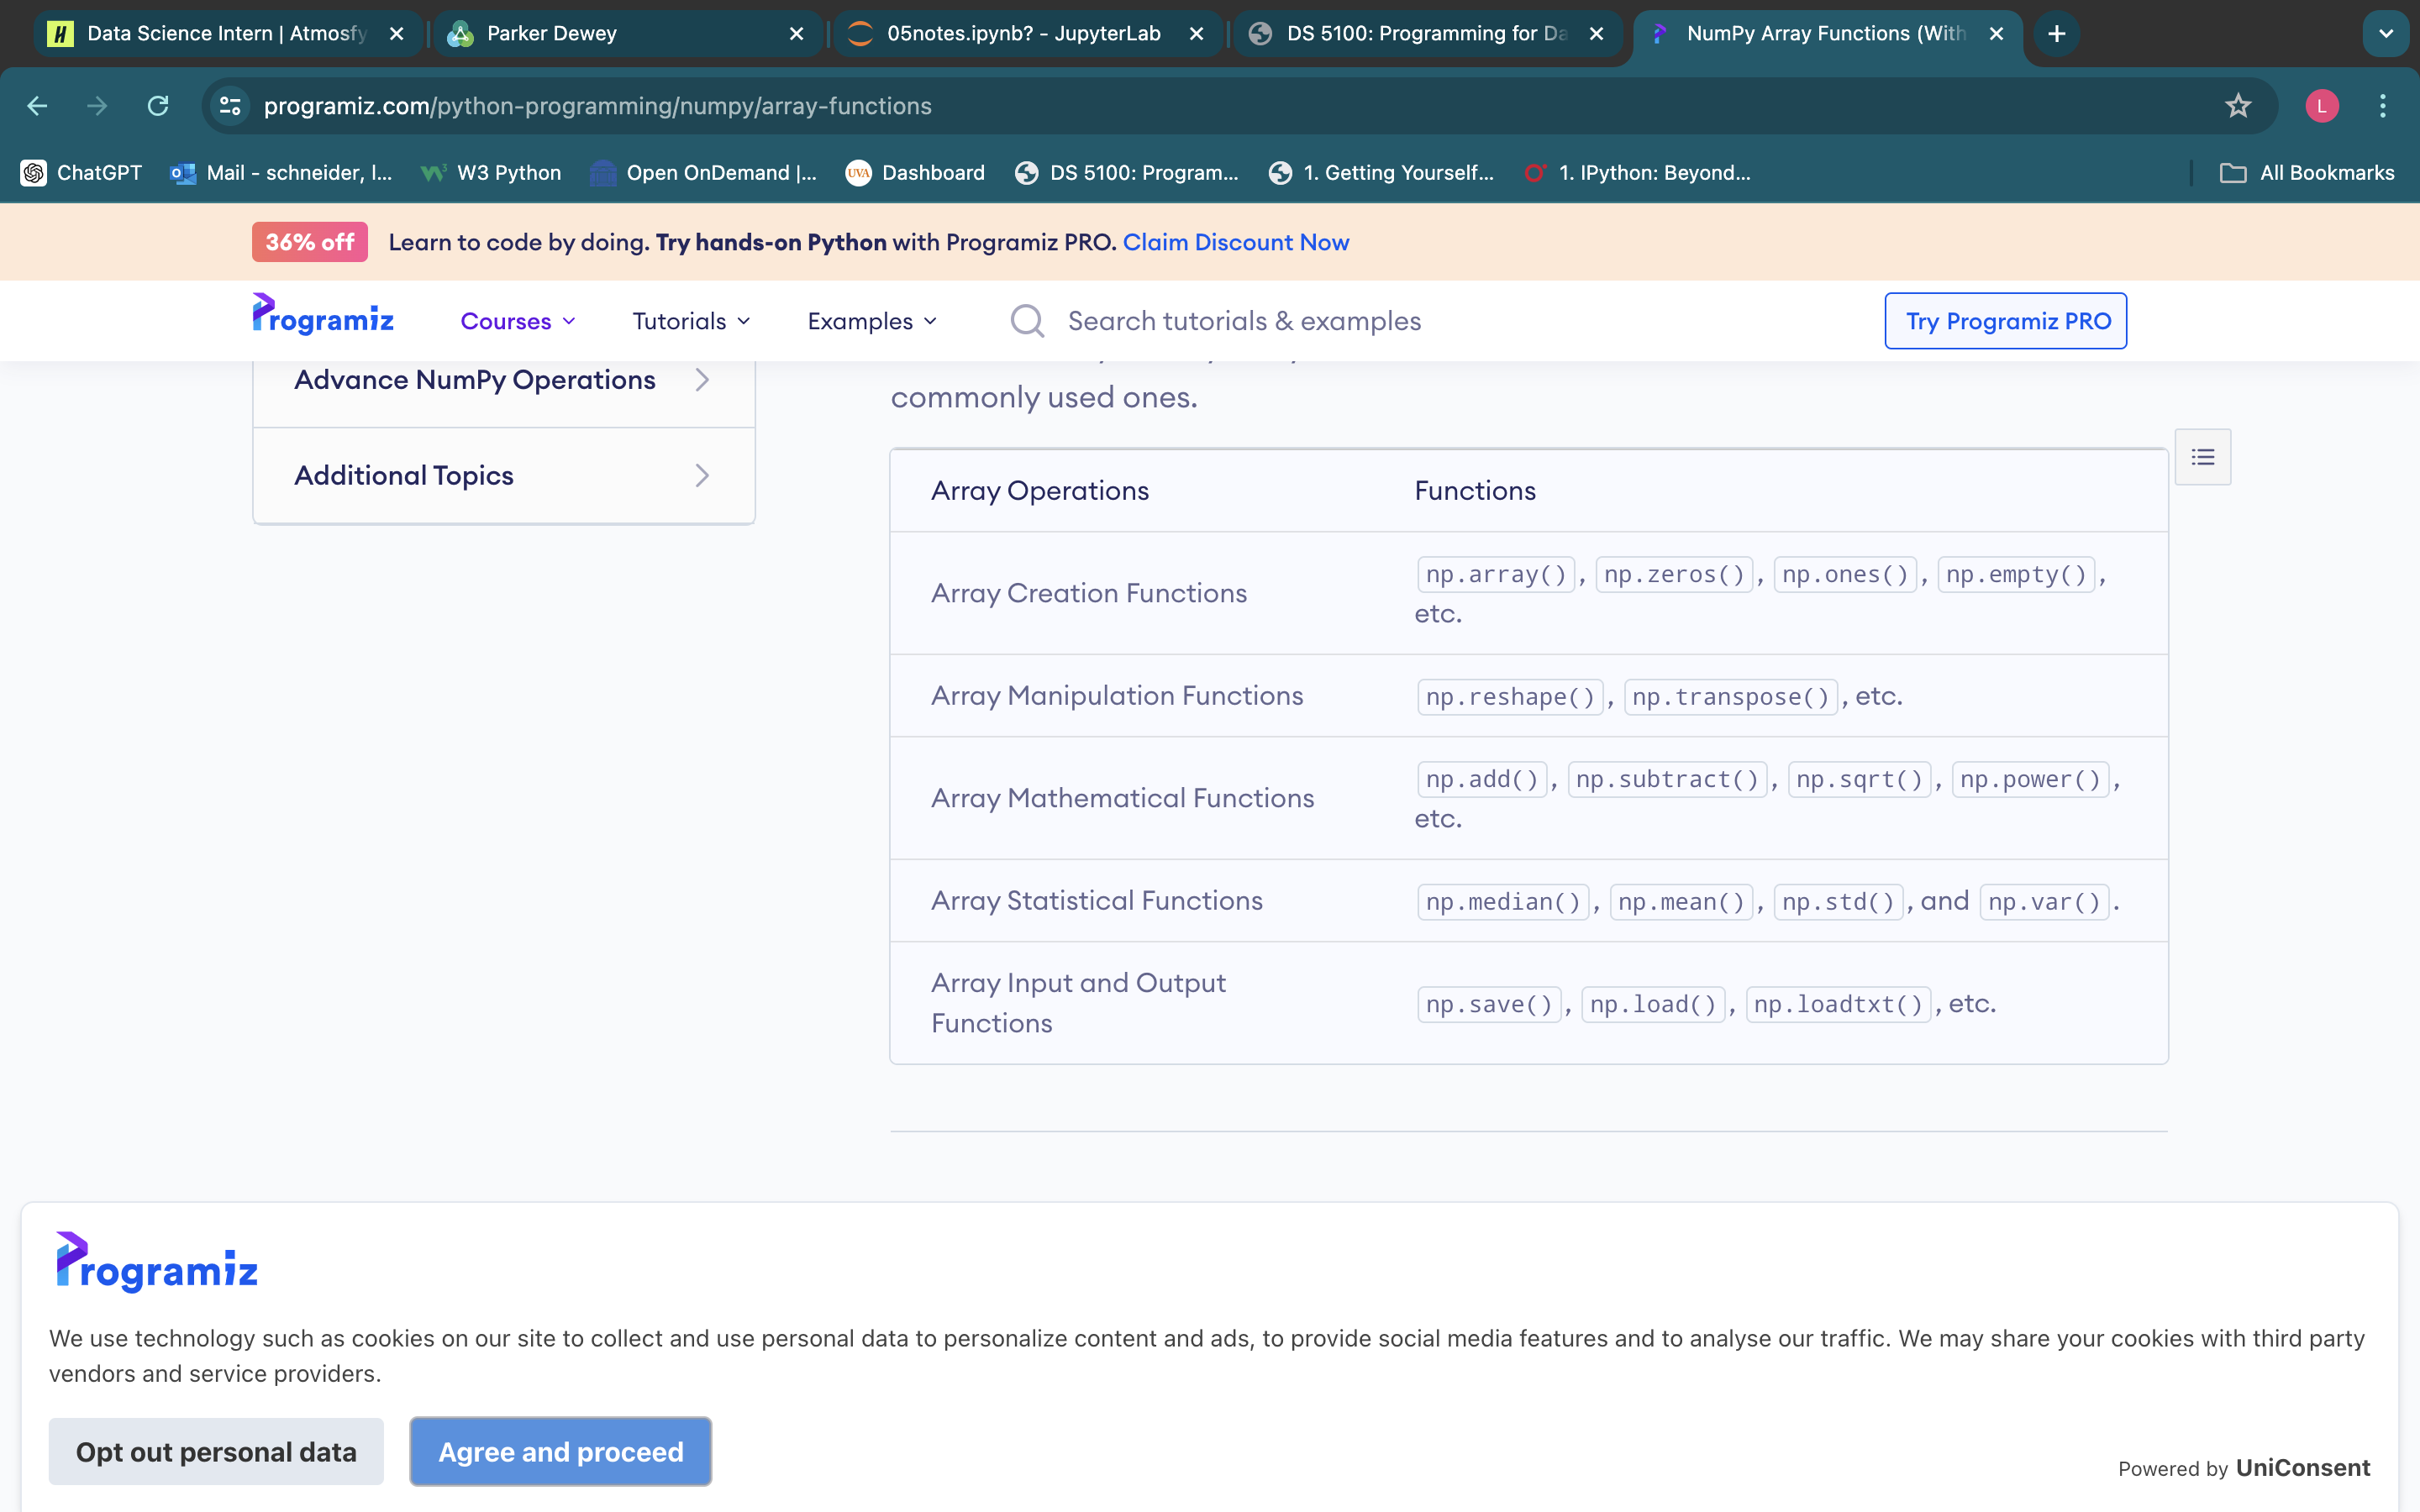 Data Science Intern | Atmosfy
Parker Dewey
05notes.ipynb? - JupyterLab
DS 5100: Programming for Da
NumPy Array Functions (With
programiz.com/python-programming/numpy/array-functions
L
ChatGPT
Mail - schneider, l...
W3 Python
Open OnDemand |...
UVA Dashboard
DS 5100: Program...
1. Getting Yourself...
1. IPython: Beyond...
All Bookmarks
36% off Learn to code by doing. Try hands-on Python with Programiz PRO. Claim Discount Now
Programiz
Courses
Tutorials
Examples
Search tutorials & examples
Try Programiz PRO
Advance NumPy Operations
Additional Topics
commonly used ones.
Array Operations Functions
Array Creation Functions np.array(), np.zeros(), np.ones(), np.empty(),
etc.
Array Manipulation Functions np.reshape(), np.transpose(), etc.
Array Mathematical Functions np.add(), np.subtract(), np.sqrt(), np.power(),
etc.
Array Statistical Functions np.median(), np.mean(), np.std(), and np.var().
Array Input and Output
Functions
np.save(), np.load(), np.loadtxt(), etc.
Programiz
We use technology such as cookies on our site to collect and use personal data to personalize content and ads, to provide social media features and to analyse our traffic. We may share your cookies with third party
vendors and service providers.
Opt out personal data
Agree and proceed
Powered by UniConsent